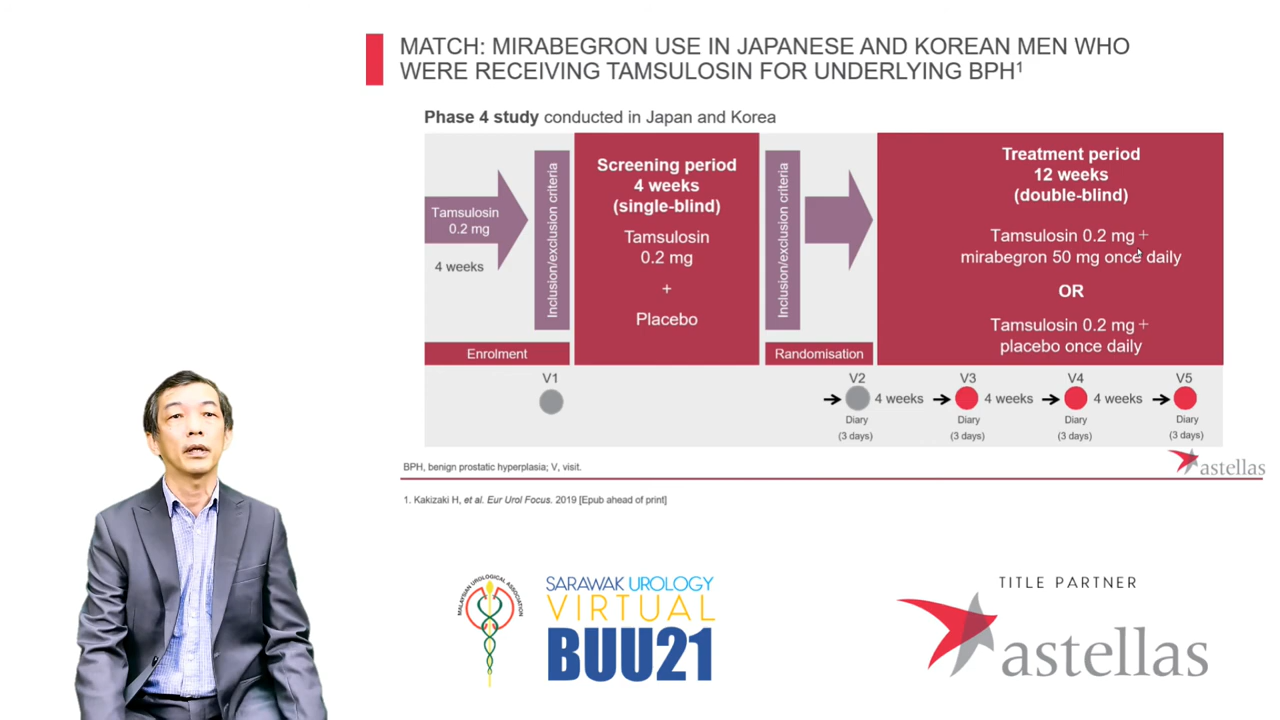 MATCH: MIRABEGRON USE IN JAPANESE AND KOREAN MEN WHO
WERE RECEIVING TAMSULOSIN FOR UNDERLYING BPH¹
Phase 4 study conducted in Japan and Korea
Tamsulosin
0.2 mg
4 weeks
Enrolment
Inclusion/exclusion criteria
Screening period
4 weeks
(single-blind)
Tamsulosin
0.2 mg
+
Placebo
Inclusion/exclusion criteria
Randomisation
Treatment period
12 weeks
(double-blind)
Tamsulosin 0.2 mg +
mirabegron 50 mg once daily
OR
Tamsulosin 0.2 mg +
placebo once daily
V1
V2
V3
V4
V5
4 weeks
4 weeks
4 weeks
Diary
(3 days)
Diary
(3 days)
Diary
(3 days)
Diary
(3 days)
BPH, benign prostatic hyperplasia; V, visit.
astellas
1. Kakizaki H, et al. Eur Urol Focus. 2019 [Epub ahead of print]
MALAYSIAN UROLOGICAL ASSOCIATION
SARAWAK UROLOGY
VIRTUAL
BUU21
TITLE PARTNER
astellas